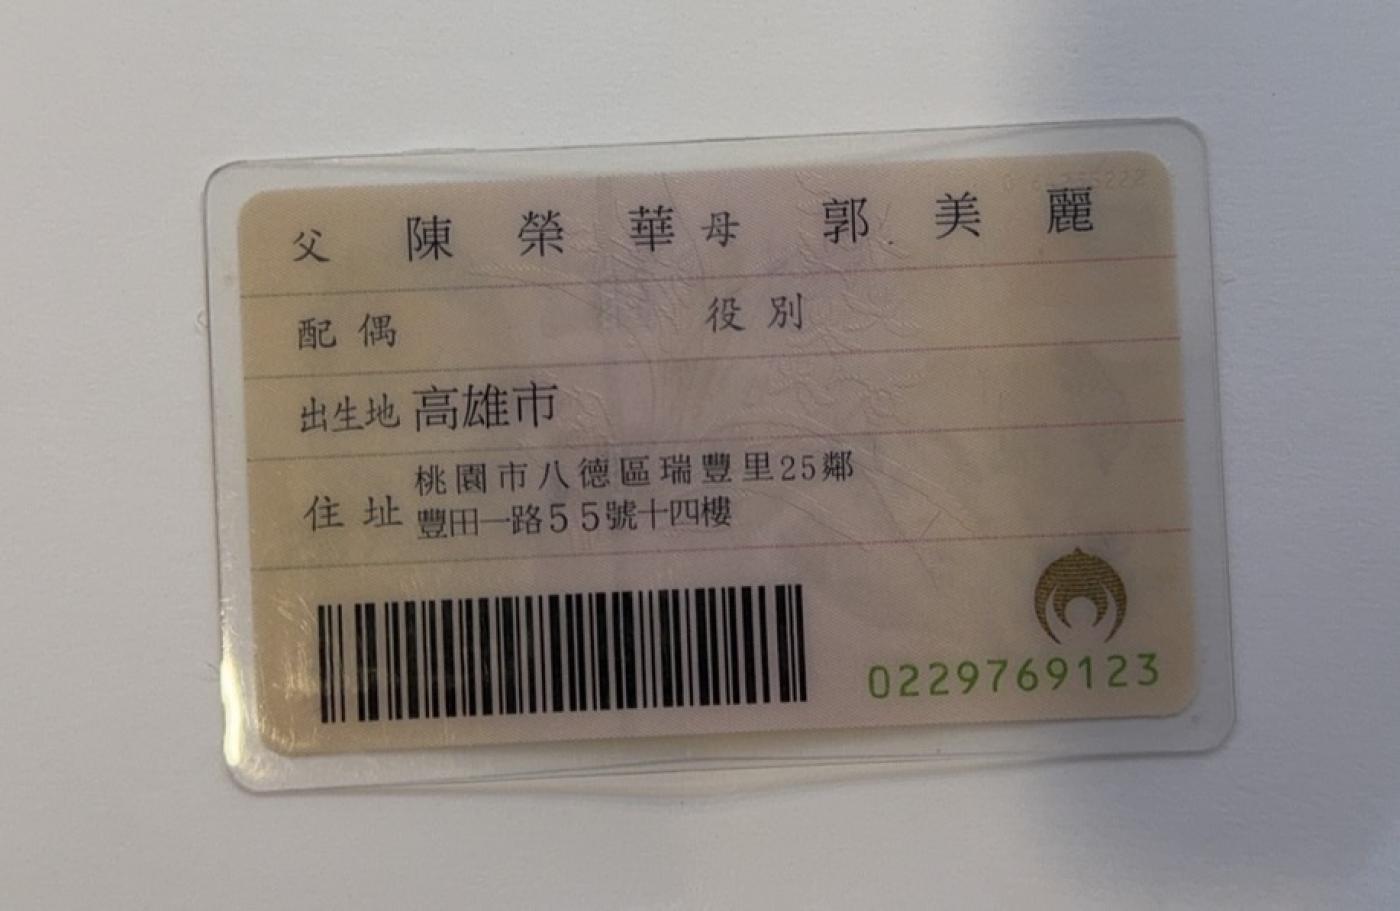 父 陳榮華 母 郭美麗
配偶 役別
出生地 高雄市
住址 桃園市八德區瑞豐里25鄰
豐田一路55號十四樓
0229769123